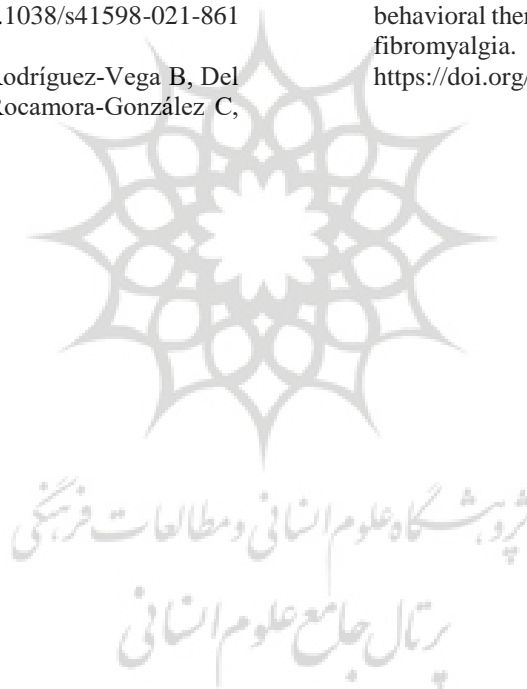 .1038/s41598-021-861
Rodríguez-Vega B, Del
Rocamora-González C,
behavioral ther
fibromyalgia.
https://doi.org/
پژوهشگاه علوم انسانی و مطالعات فرهنگی
پرتال جامع علوم انسانی